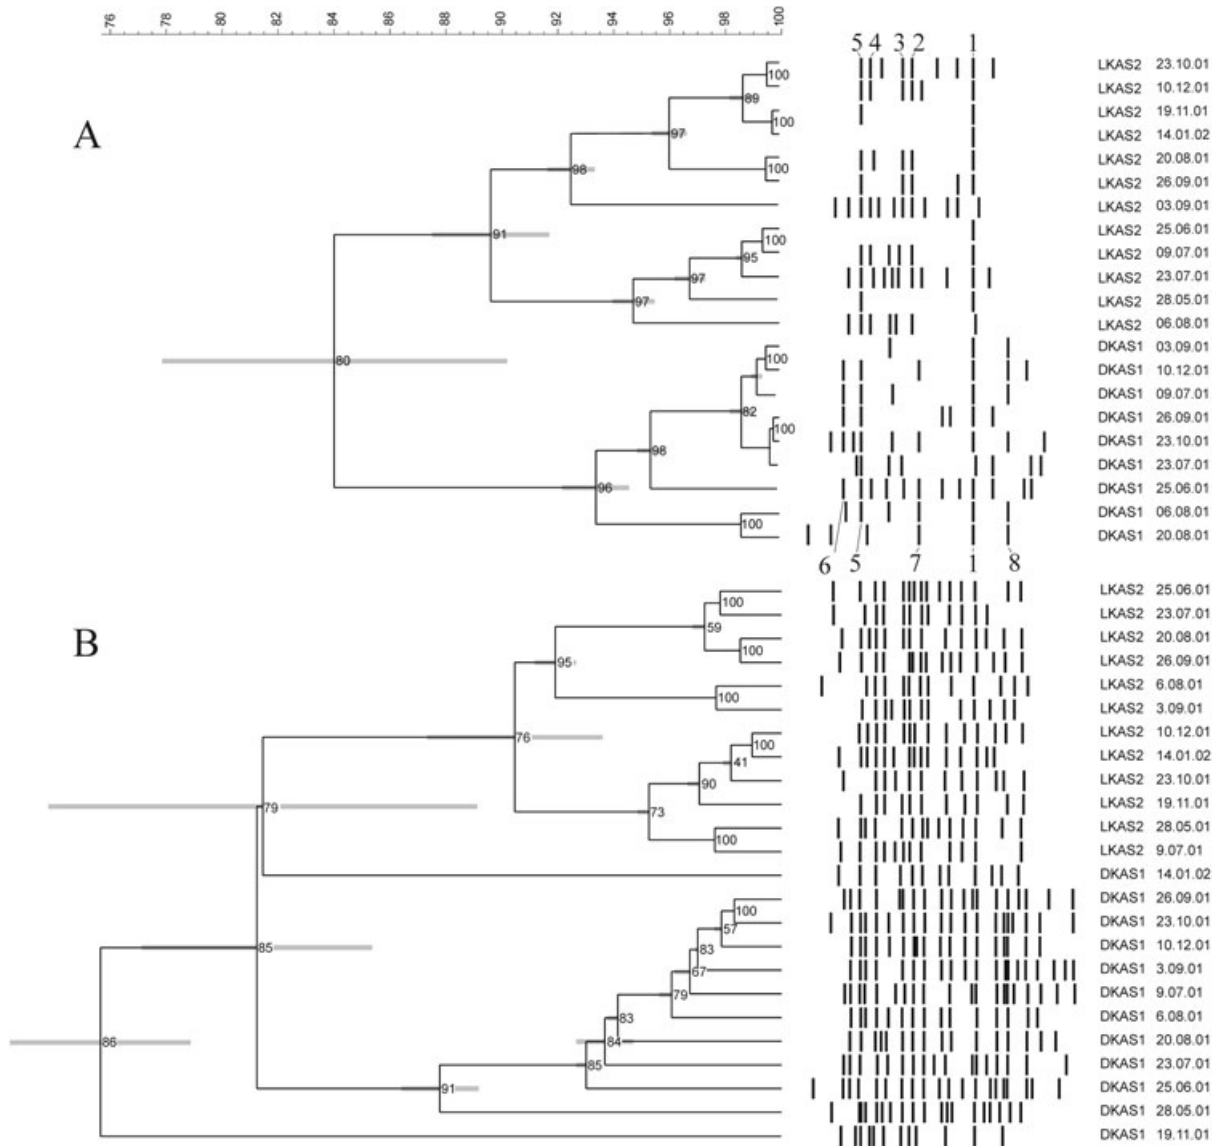 76 78 80 82 84 86 88 90 92 94 96 98 100
5 4 3 2 1
A
100 LKAS2 23.10.01
89 LKAS2 10.12.01
100 LKAS2 19.11.01
97 LKAS2 14.01.02
100 LKAS2 20.08.01
98 LKAS2 26.09.01
LKAS2 03.09.01
91 100 LKAS2 25.06.01
95 LKAS2 09.07.01
97 LKAS2 23.07.01
97 LKAS2 28.05.01
LKAS2 06.08.01
80 100 DKAS1 03.09.01
DKAS1 10.12.01
DKAS1 09.07.01
82 100 DKAS1 26.09.01
98 DKAS1 23.10.01
DKAS1 23.07.01
96 DKAS1 25.06.01
100 DKAS1 06.08.01
DKAS1 20.08.01
6 5 7 1 8
B
100 LKAS2 25.06.01
59 LKAS2 23.07.01
100 LKAS2 20.08.01
95 LKAS2 26.09.01
100 LKAS2 6.08.01
LKAS2 3.09.01
76 100 LKAS2 10.12.01
41 LKAS2 14.01.02
90 LKAS2 23.10.01
73 LKAS2 19.11.01
79 100 LKAS2 28.05.01
LKAS2 9.07.01
DKAS1 14.01.02
100 DKAS1 26.09.01
57 DKAS1 23.10.01
85 83 DKAS1 10.12.01
67 DKAS1 3.09.01
79 DKAS1 9.07.01
83 DKAS1 6.08.01
86 84 DKAS1 20.08.01
85 DKAS1 23.07.01
91 DKAS1 25.06.01
DKAS1 28.05.01
DKAS1 19.11.01